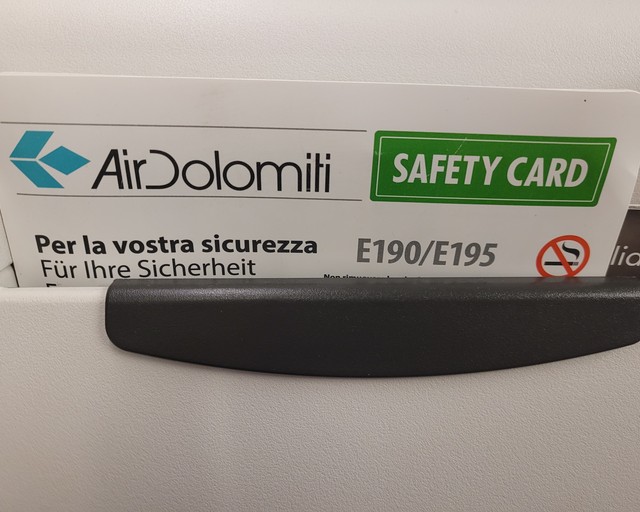 AirDolomiti
SAFETY CARD
Per la vostra sicurezza
E190/E195
Für Ihre Sicherheit